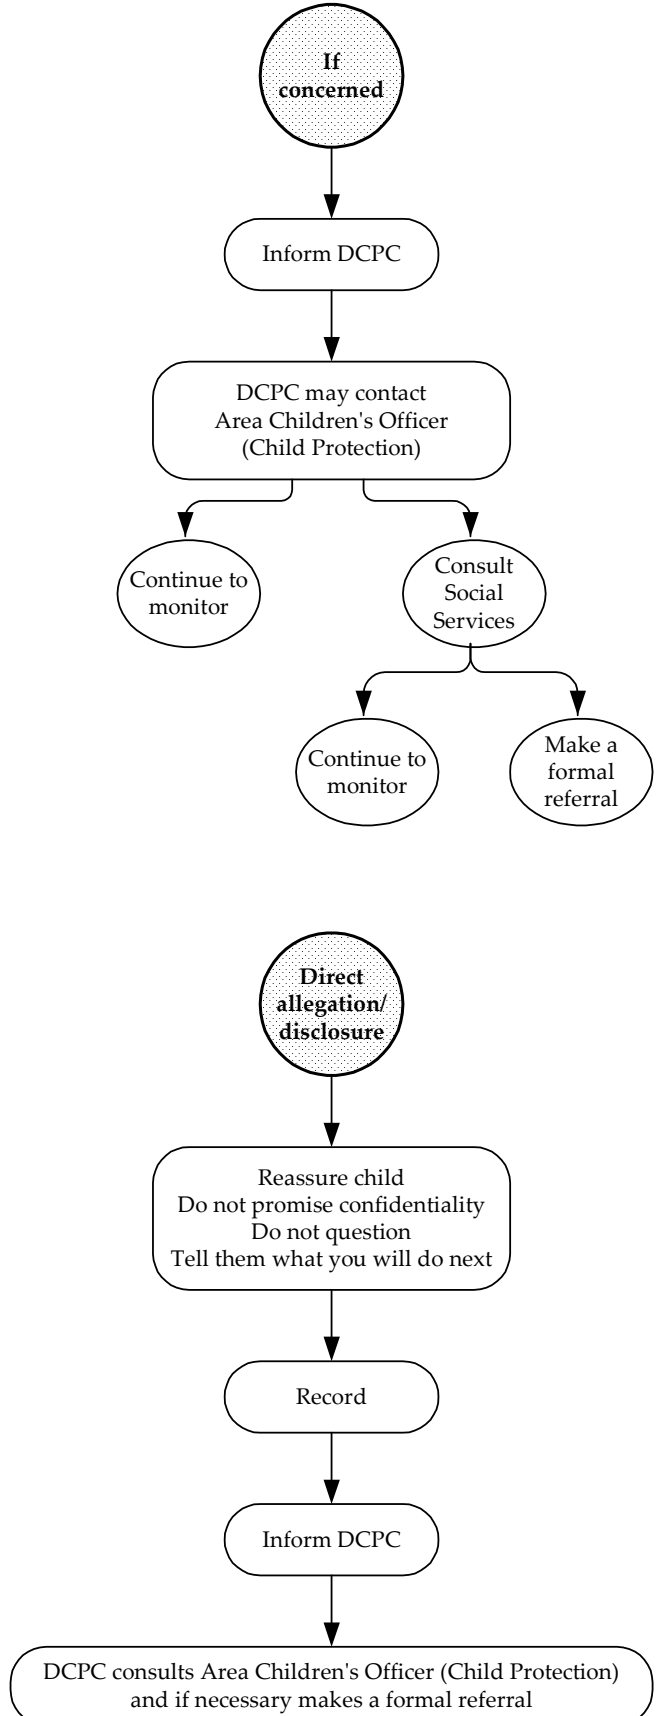 If
concerned
Inform DCPC
DCPC may contact
Area Children's Officer
(Child Protection)
Continue to
monitor
Consult
Social
Services
Continue to
monitor
Make a
formal
referral
Direct
allegation/
disclosure
Reassure child
Do not promise confidentiality
Do not question
Tell them what you will do next
Record
Inform DCPC
DCPC consults Area Children's Officer (Child Protection)
and if necessary makes a formal referral